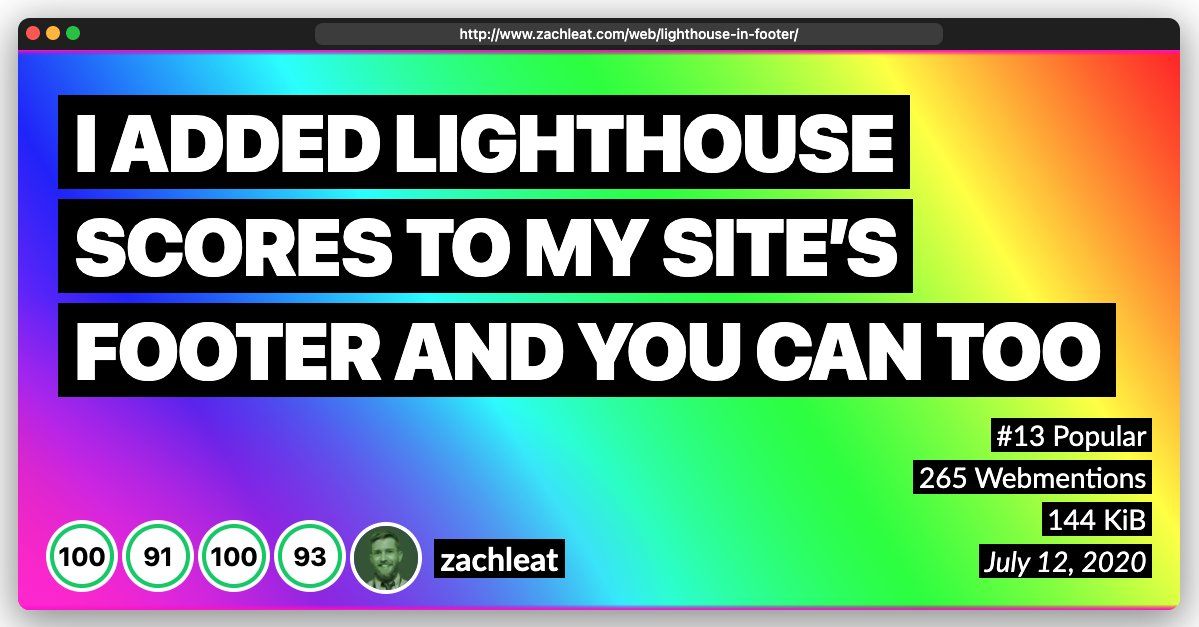 http://www.zachleat.com/web/lighthouse-in-footer/
I ADDED LIGHTHOUSE
SCORES TO MY SITE’S
FOOTER AND YOU CAN TOO
#13 Popular
265 Webmentions
144 KiB
July 12, 2020
100 91 100 93 zachleat